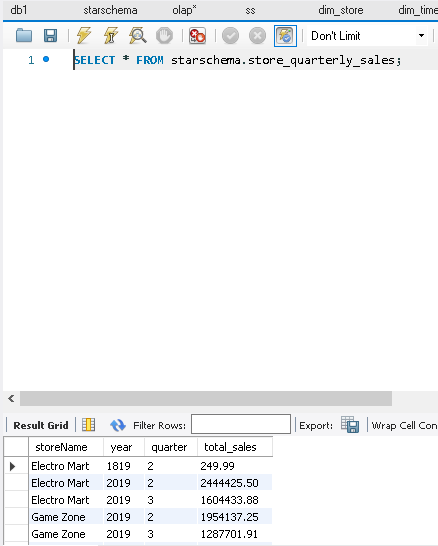 db1 starschema olap* ss dim_store dim_time
Don't Limit
1 SELECT * FROM starschema.store_quarterly_sales;
Result Grid Filter Rows: Export: Wrap Cell Con
storeName year quarter total_sales
Electro Mart 1819 2 249.99
Electro Mart 2019 2 2444425.50
Electro Mart 2019 3 1604433.88
Game Zone 2019 2 1954137.25
Game Zone 2019 3 1287701.91